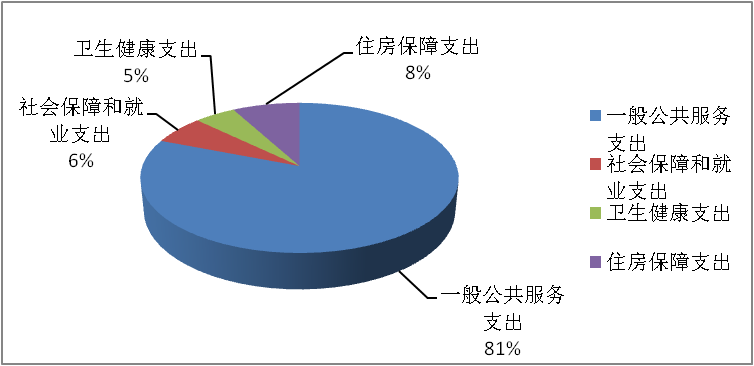 卫生健康支出
5%
住房保障支出
8%
社会保障和就
业支出
6%
一般公共服务
支出
81%
一般公共服务
支出
社会保障和就
业支出
卫生健康支出
住房保障支出